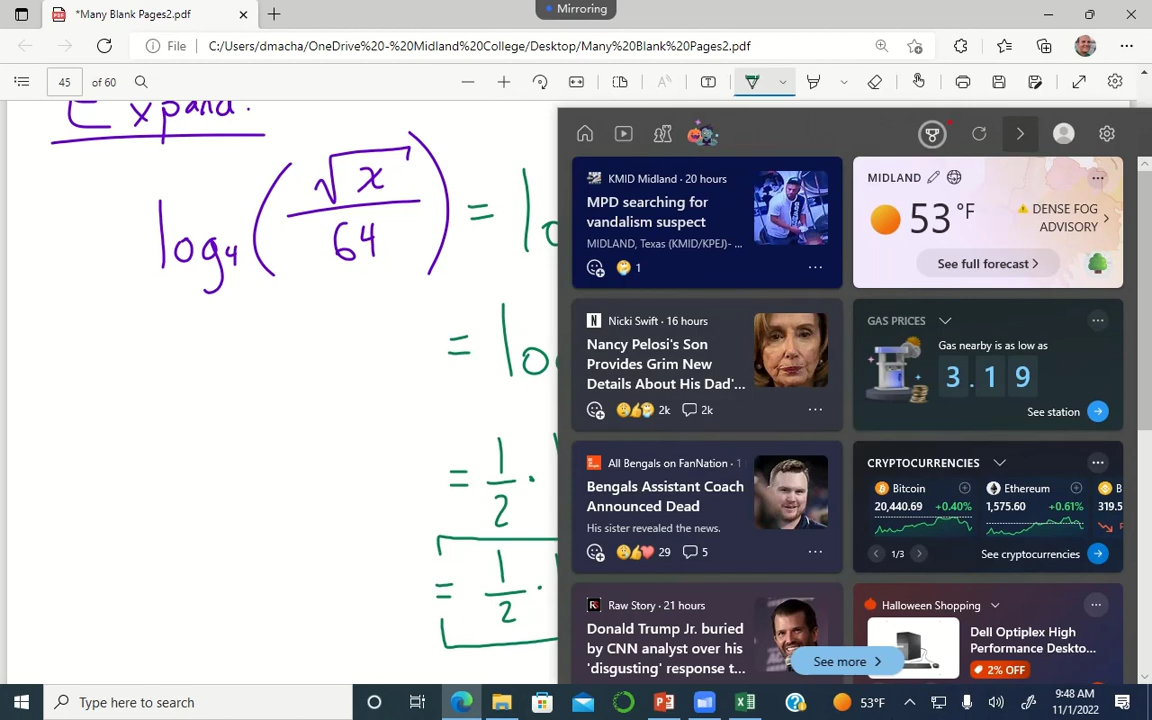 Mirroring
*Many Blank Pages2.pdf
File
C:/Users/dmacha/OneDrive%20-%20Midland%20College/Desktop/Many%20Blank%20Pages2.pdf
45 of 60
Expand:
log₄(√x/64) = lo
= lo
= 1/2 ·
= 1/2 ·
KMID Midland · 20 hours
MPD searching for
vandalism suspect
MIDLAND, Texas (KMID/KPEJ)- ...
1
MIDLAND
53 °F
DENSE FOG
ADVISORY
See full forecast >
Nicki Swift · 16 hours
Nancy Pelosi's Son
Provides Grim New
Details About His Dad'...
2k 2k
GAS PRICES
Gas nearby is as low as
3.19
See station
All Bengals on FanNation · 1
Bengals Assistant Coach
Announced Dead
His sister revealed the news.
29 5
CRYPTOCURRENCIES
Bitcoin
20,440.69 +0.40%
Ethereum
1,575.60 +0.61%
B
319.5
1/3
See cryptocurrencies
Raw Story · 21 hours
Donald Trump Jr. buried
by CNN analyst over his
'disgusting' response t...
Halloween Shopping
Dell Optiplex High
Performance Deskto...
2% OFF
See more >
Type here to search
53°F
9:48 AM
11/1/2022